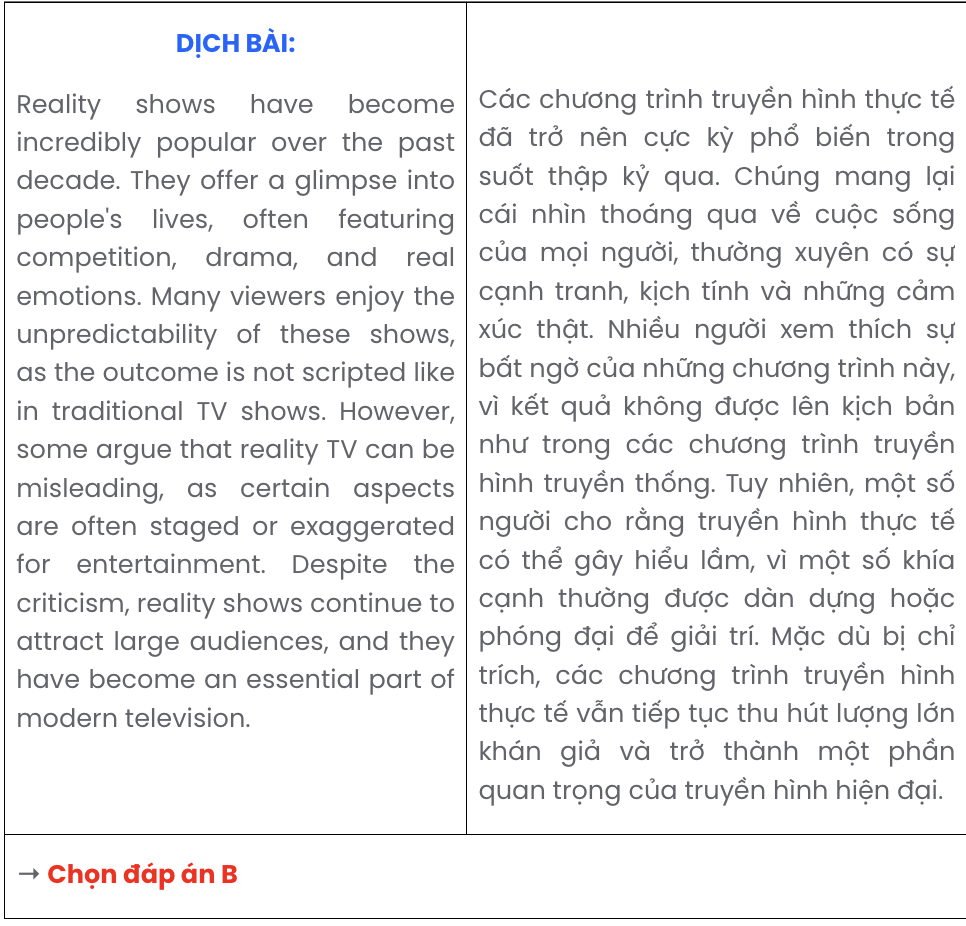 DỊCH BÀI:
Reality shows have become
incredibly popular over the past
decade. They offer a glimpse into
people's lives, often featuring
competition, drama, and real
emotions. Many viewers enjoy the
unpredictability of these shows,
as the outcome is not scripted like
in traditional TV shows. However,
some argue that reality TV can be
misleading, as certain aspects
are often staged or exaggerated
for entertainment. Despite the
criticism, reality shows continue to
attract large audiences, and they
have become an essential part of
modern television.
Các chương trình truyền hình thực tế
đã trở nên cực kỳ phổ biến trong
suốt thập kỷ qua. Chúng mang lại
cái nhìn thoáng qua về cuộc sống
của mọi người, thường xuyên có sự
cạnh tranh, kịch tính và những cảm
xúc thật. Nhiều người xem thích sự
bất ngờ của những chương trình này,
vì kết quả không được lên kịch bản
như trong các chương trình truyền
hình truyền thống. Tuy nhiên, một số
người cho rằng truyền hình thực tế
có thể gây hiểu lầm, vì một số khía
cạnh thường được dàn dựng hoặc
phóng đại để giải trí. Mặc dù bị chỉ
trích, các chương trình truyền hình
thực tế vẫn tiếp tục thu hút lượng lớn
khán giả và trở thành một phần
quan trọng của truyền hình hiện đại.
→ Chọn đáp án B